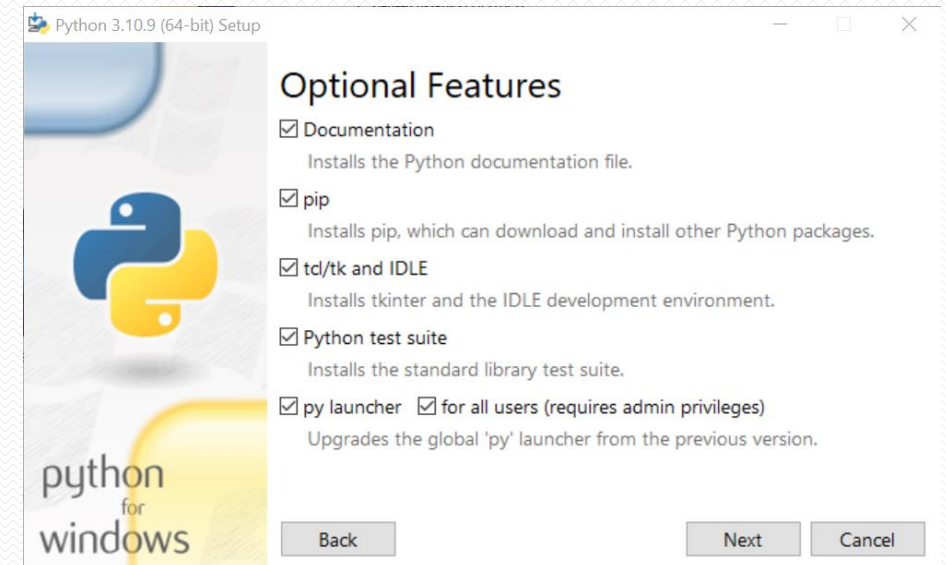 Python 3.10.9 (64-bit) Setup
Optional Features
Documentation
Installs the Python documentation file.
pip
Installs pip, which can download and install other Python packages.
tcl/tk and IDLE
Installs tkinter and the IDLE development environment.
Python test suite
Installs the standard library test suite.
py launcher for all users (requires admin privileges)
Upgrades the global 'py' launcher from the previous version.
python
for
windows
Back Next Cancel